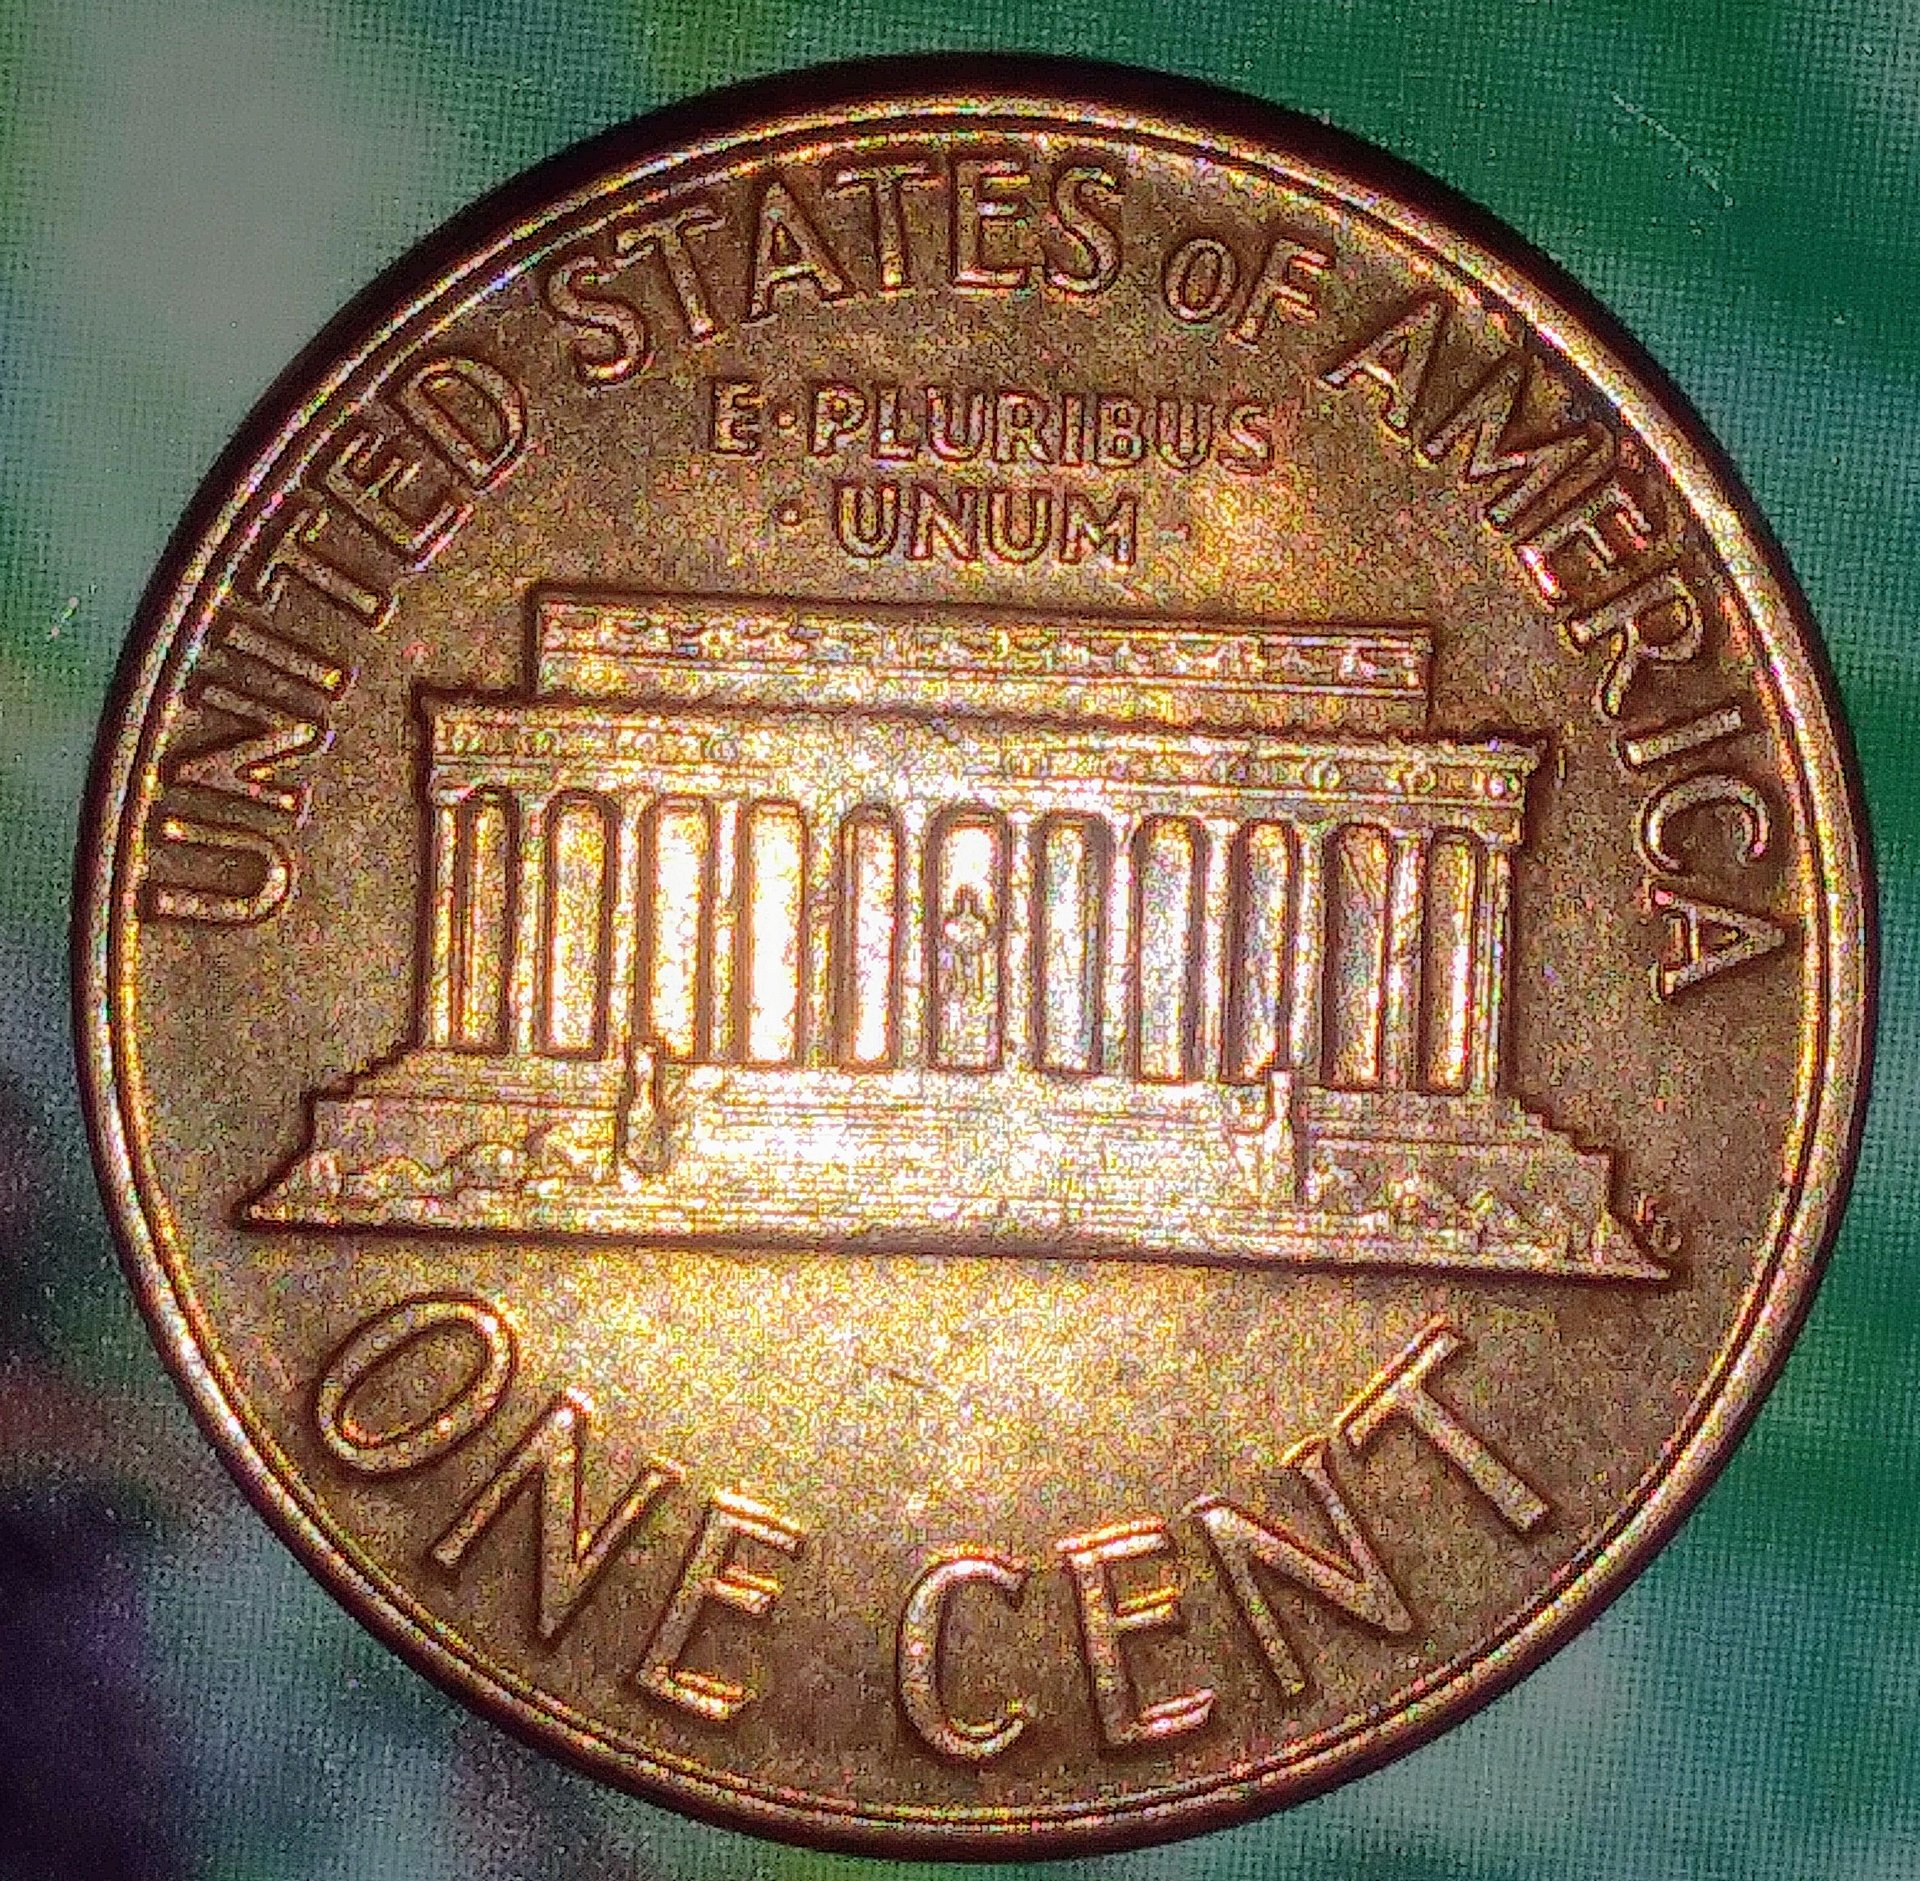 UNITED STATES OF AMERICA
E·PLURIBUS
·UNUM·
ONE CENT